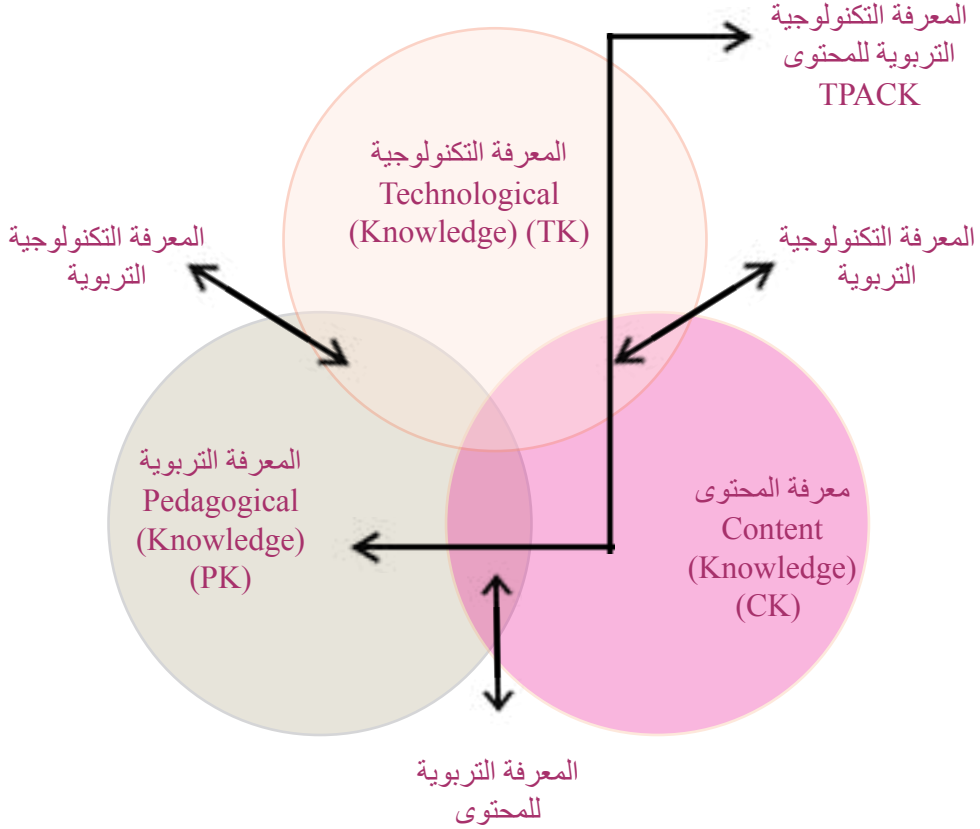 المعرفة التكنولوجية
التربوية للمحتوى
TPACK
المعرفة التكنولوجية
Technological
(Knowledge) (TK)
المعرفة التكنولوجية
التربوية
المعرفة التكنولوجية
التربوية
المعرفة التربوية
Pedagogical
(Knowledge)
(PK)
معرفة المحتوى
Content
(Knowledge)
(CK)
المعرفة التربوية
للمحتوى